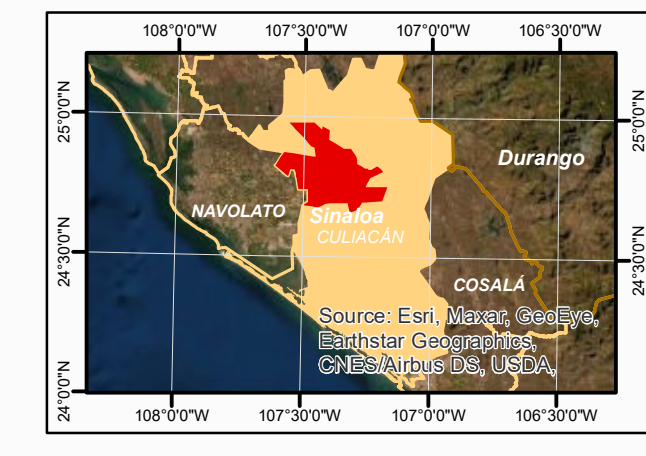 108°0'0"W 107°30'0"W 107°0'0"W 106°30'0"W
25°0'0"N
25°0'0"N
Durango
NAVOLATO
Sinaloa
CULIACÁN
24°30'0"N
24°30'0"N
COSALÁ
Source: Esri, Maxar, GeoEye,
Earthstar Geographics,
CNES/Airbus DS, USDA,
24°0'0"N
108°0'0"W 107°30'0"W 107°0'0"W 106°30'0"W